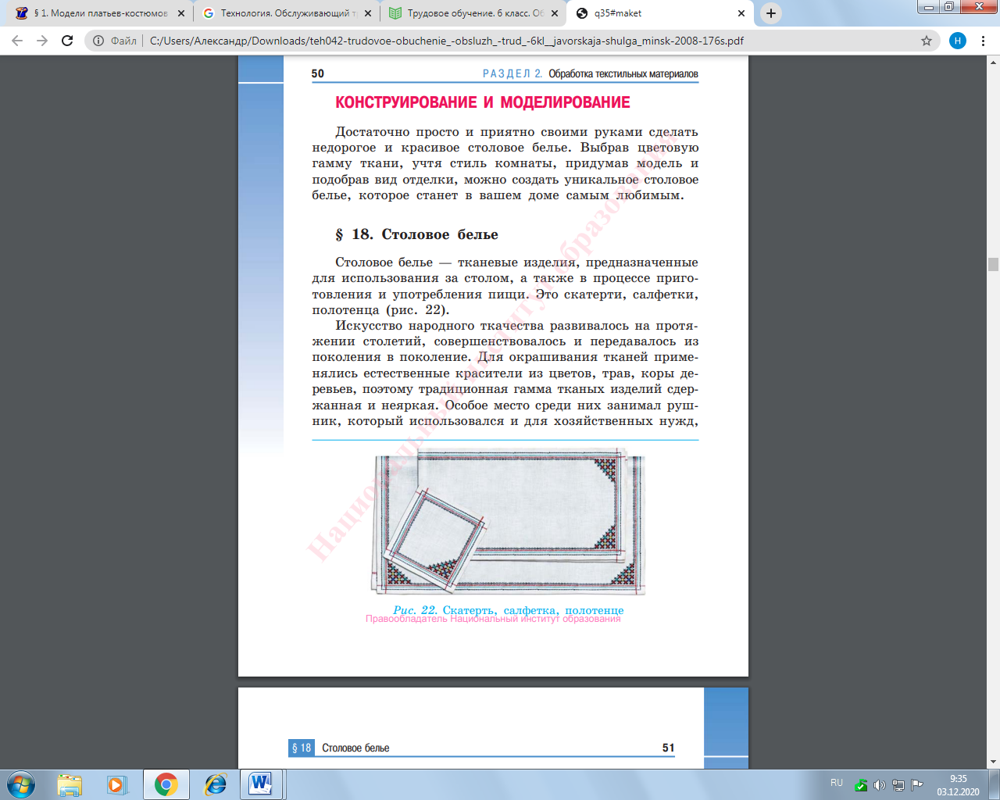 § 1. Модели платьев-костюмов
Технология. Обслуживающий т
Трудовое обучение. 6 класс. Об
q35#maket
Файл | C:/Users/Александр/Downloads/teh042-trudovoe-obuchenie_-obsluzh_-trud_-6kl__javorskaja-shulga_minsk-2008-176s.pdf
Н
50 РАЗДЕЛ 2. Обработка текстильных материалов
КОНСТРУИРОВАНИЕ И МОДЕЛИРОВАНИЕ
Достаточно просто и приятно своими руками сделать
недорогое и красивое столовое белье. Выбрав цветовую
гамму ткани, учтя стиль комнаты, придумав модель и
подобрав вид отделки, можно создать уникальное столовое
белье, которое станет в вашем доме самым любимым.
§ 18. Столовое белье
Столовое белье — тканевые изделия, предназначенные
для использования за столом, а также в процессе приго-
товления и употребления пищи. Это скатерти, салфетки,
полотенца (рис. 22).
Искусство народного ткачества развивалось на протя-
жении столетий, совершенствовалось и передавалось из
поколения в поколение. Для окрашивания тканей приме-
нялись естественные красители из цветов, трав, коры де-
ревьев, поэтому традиционная гамма тканых изделий сдер-
жанная и неяркая. Особое место среди них занимал руш-
ник, который использовался и для хозяйственных нужд,
Национальный институт образования
Рис. 22. Скатерть, салфетка, полотенце
Правообладатель Национальный институт образования
§ 18 Столовое белье 51
RU
9:35
03.12.2020